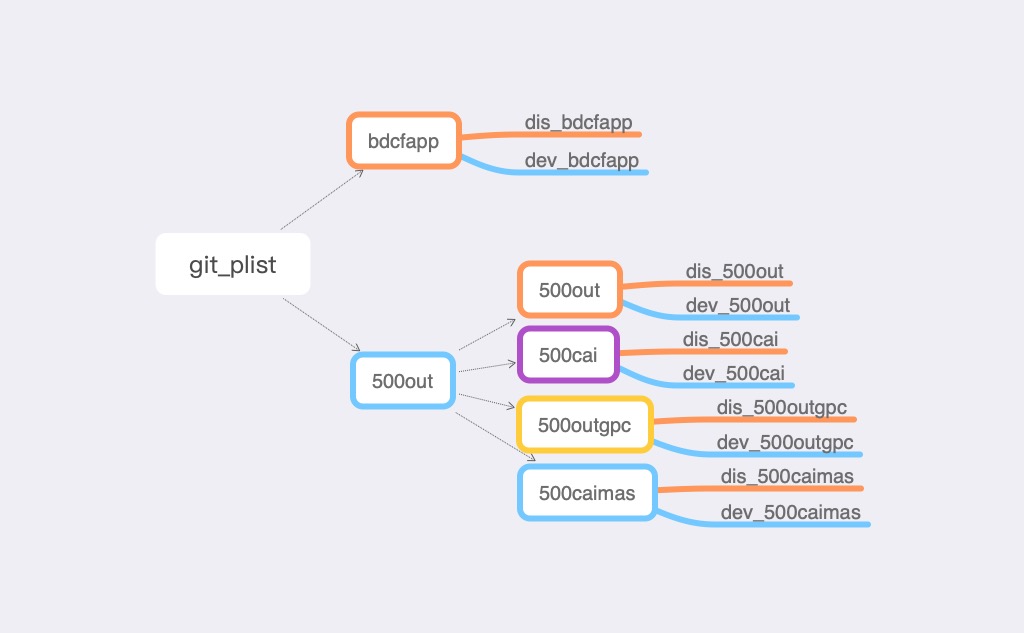 git_plist
bdcfapp
dis_bdcfapp
dev_bdcfapp
500out
500out
dis_500out
dev_500out
500cai
dis_500cai
dev_500cai
500outgpc
dis_500outgpc
dev_500outgpc
500caimas
dis_500caimas
dev_500caimas